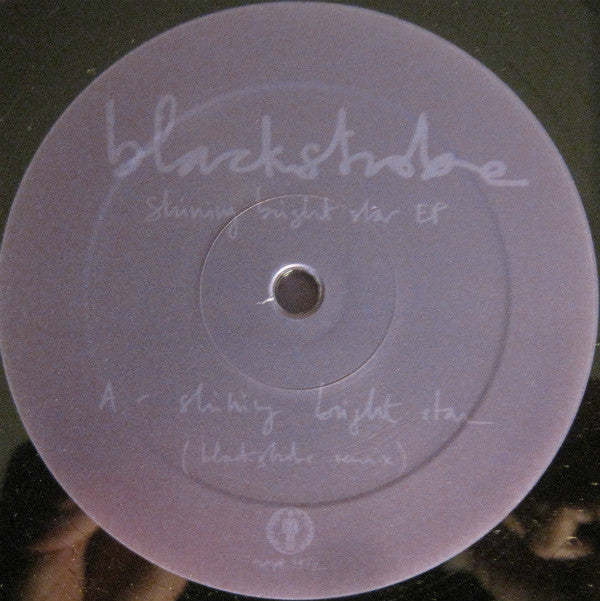 blackstrobe
shining bright star EP
A - shining bright star
(blackstrobe remix)